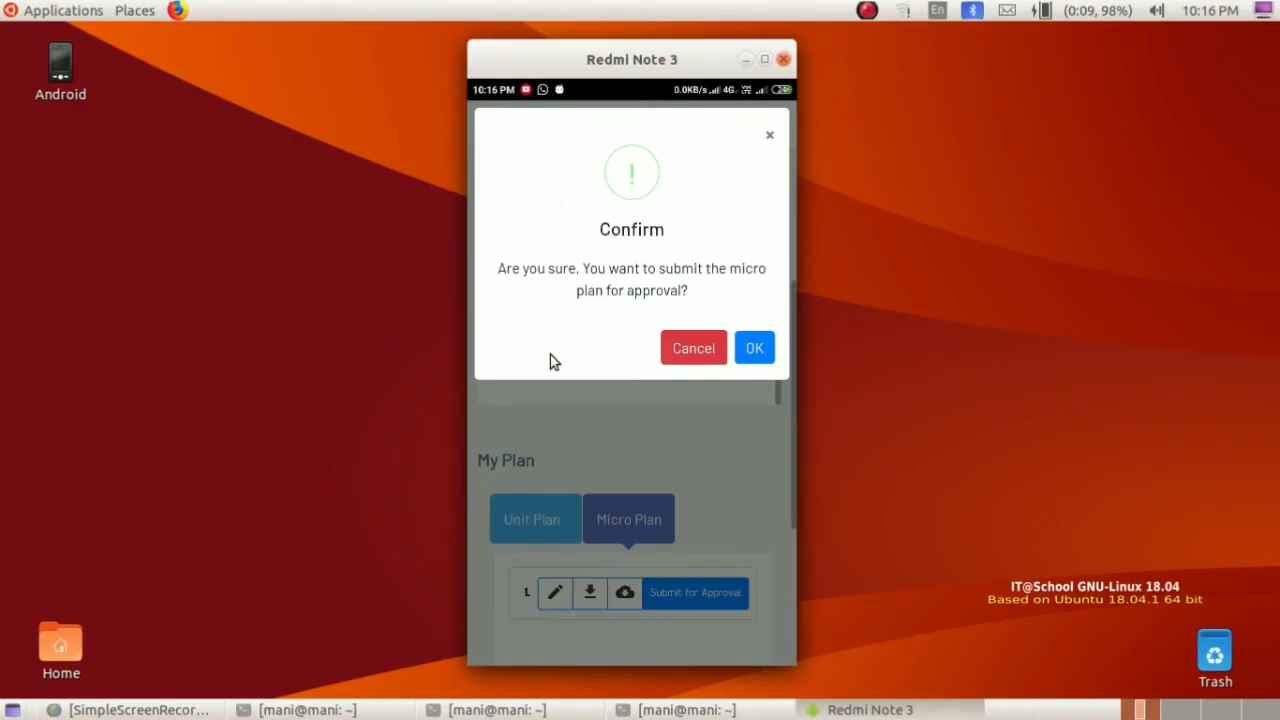 Applications Places
En
(0:09, 98%)
10:16 PM
Android
Redmi Note 3
10:16 PM
0.0KB/s
4G
×
!
Confirm
Are you sure. You want to submit the micro
plan for approval?
Cancel
OK
My Plan
Unit Plan
Micro Plan
1.
Submit for Approval
IT@School GNU-Linux 18.04
Based on Ubuntu 18.04.1 64 bit
Home
Trash
[SimpleScreenRecor...
[mani@mani: ~]
[mani@mani: ~]
[mani@mani: ~]
Redmi Note 3